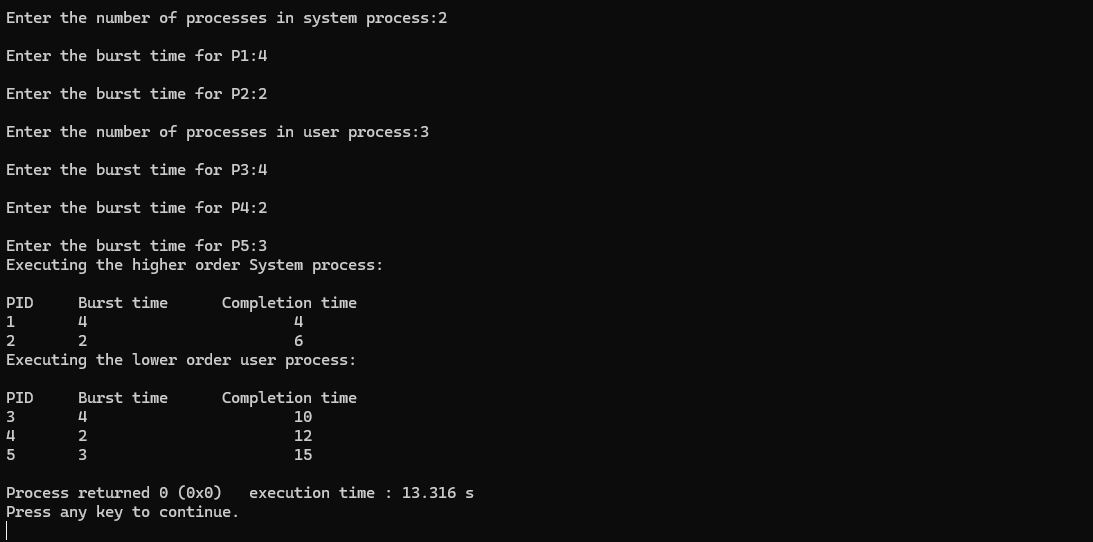 Enter the number of processes in system process:2
Enter the burst time for P1:4
Enter the burst time for P2:2
Enter the number of processes in user process:3
Enter the burst time for P3:4
Enter the burst time for P4:2
Enter the burst time for P5:3
Executing the higher order System process:
PID     Burst time      Completion time
1       4                       4
2       2                       6
Executing the lower order user process:
PID     Burst time      Completion time
3       4                       10
4       2                       12
5       3                       15
Process returned 0 (0x0)   execution time : 13.316 s
Press any key to continue.